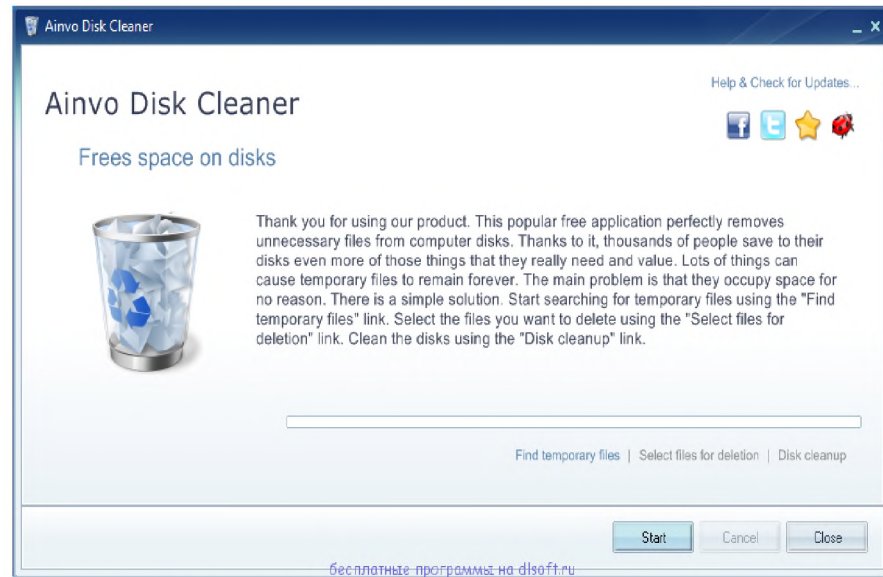 Ainvo Disk Cleaner
Help & Check for Updates...
Ainvo Disk Cleaner
Frees space on disks
Thank you for using our product. This popular free application perfectly removes
unnecessary files from computer disks. Thanks to it, thousands of people save to their
disks even more of those things that they really need and value. Lots of things can
cause temporary files to remain forever. The main problem is that they occupy space for
no reason. There is a simple solution. Start searching for temporary files using the "Find
temporary files" link. Select the files you want to delete using the "Select files for
deletion" link. Clean the disks using the "Disk cleanup" link.
Find temporary files | Select files for deletion | Disk cleanup
Start Cancel Close
бесплатные программы на dlsoft.ru